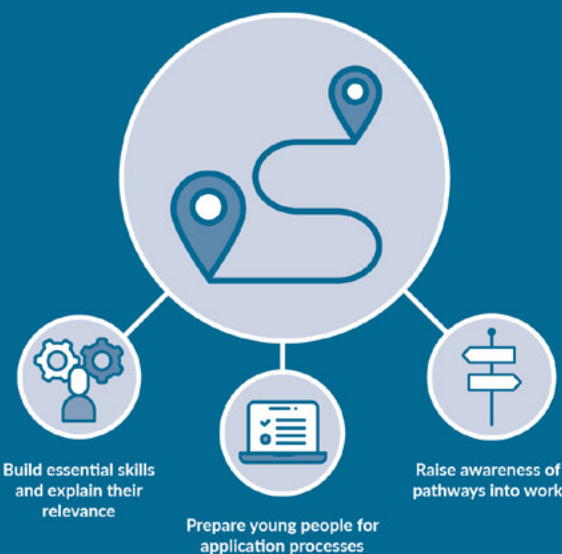 Build essential skills
and explain their
relevance
Prepare young people for
application processes
Raise awareness of
pathways into work